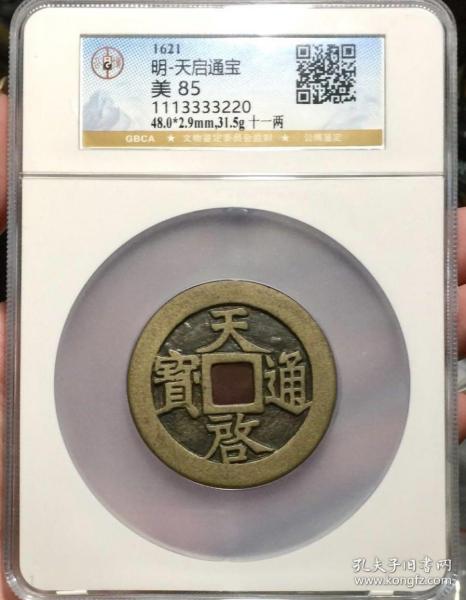 1621
明-天启通宝
美 85
1113333220
48.0*2.9mm,31.5g 十一两
GBCA ★ 文物鉴定委员会监制 ★ 公博鉴定
G
天
寶 通
啓
孔夫子旧书网
www.kongfz.com